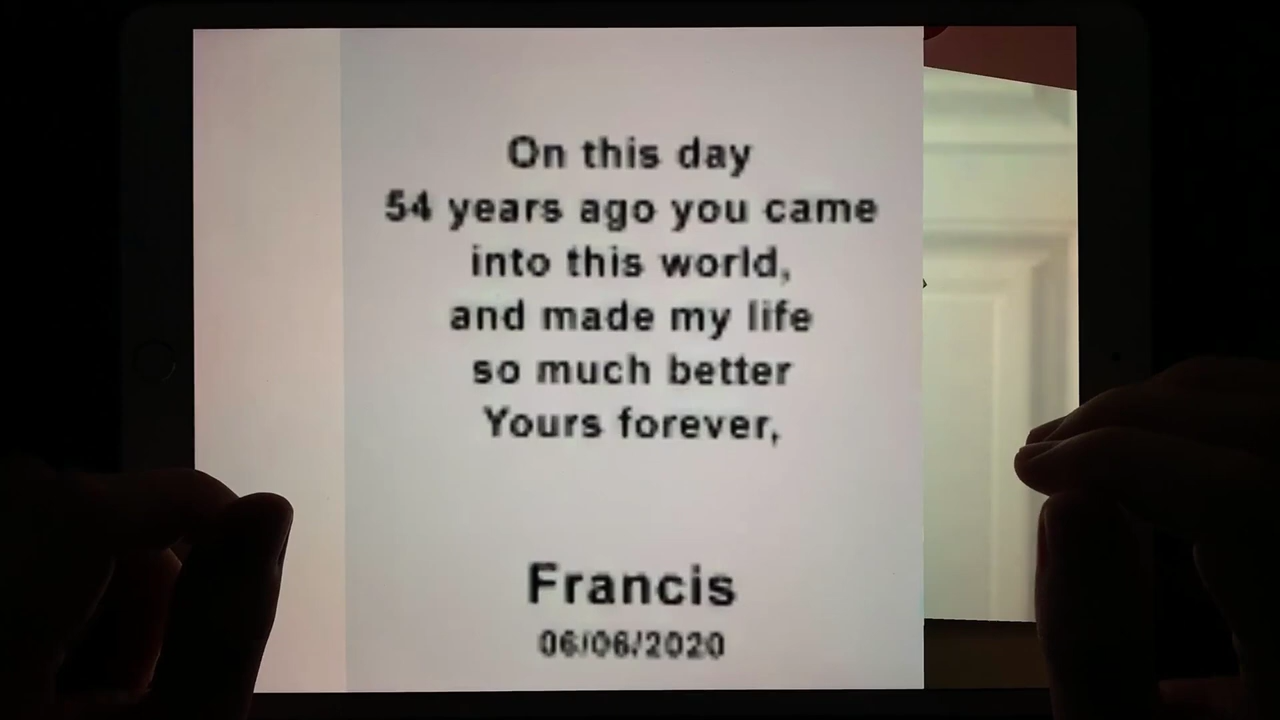 On this day
54 years ago you came
into this world,
and made my life
so much better
Yours forever,
Francis
06/06/2020